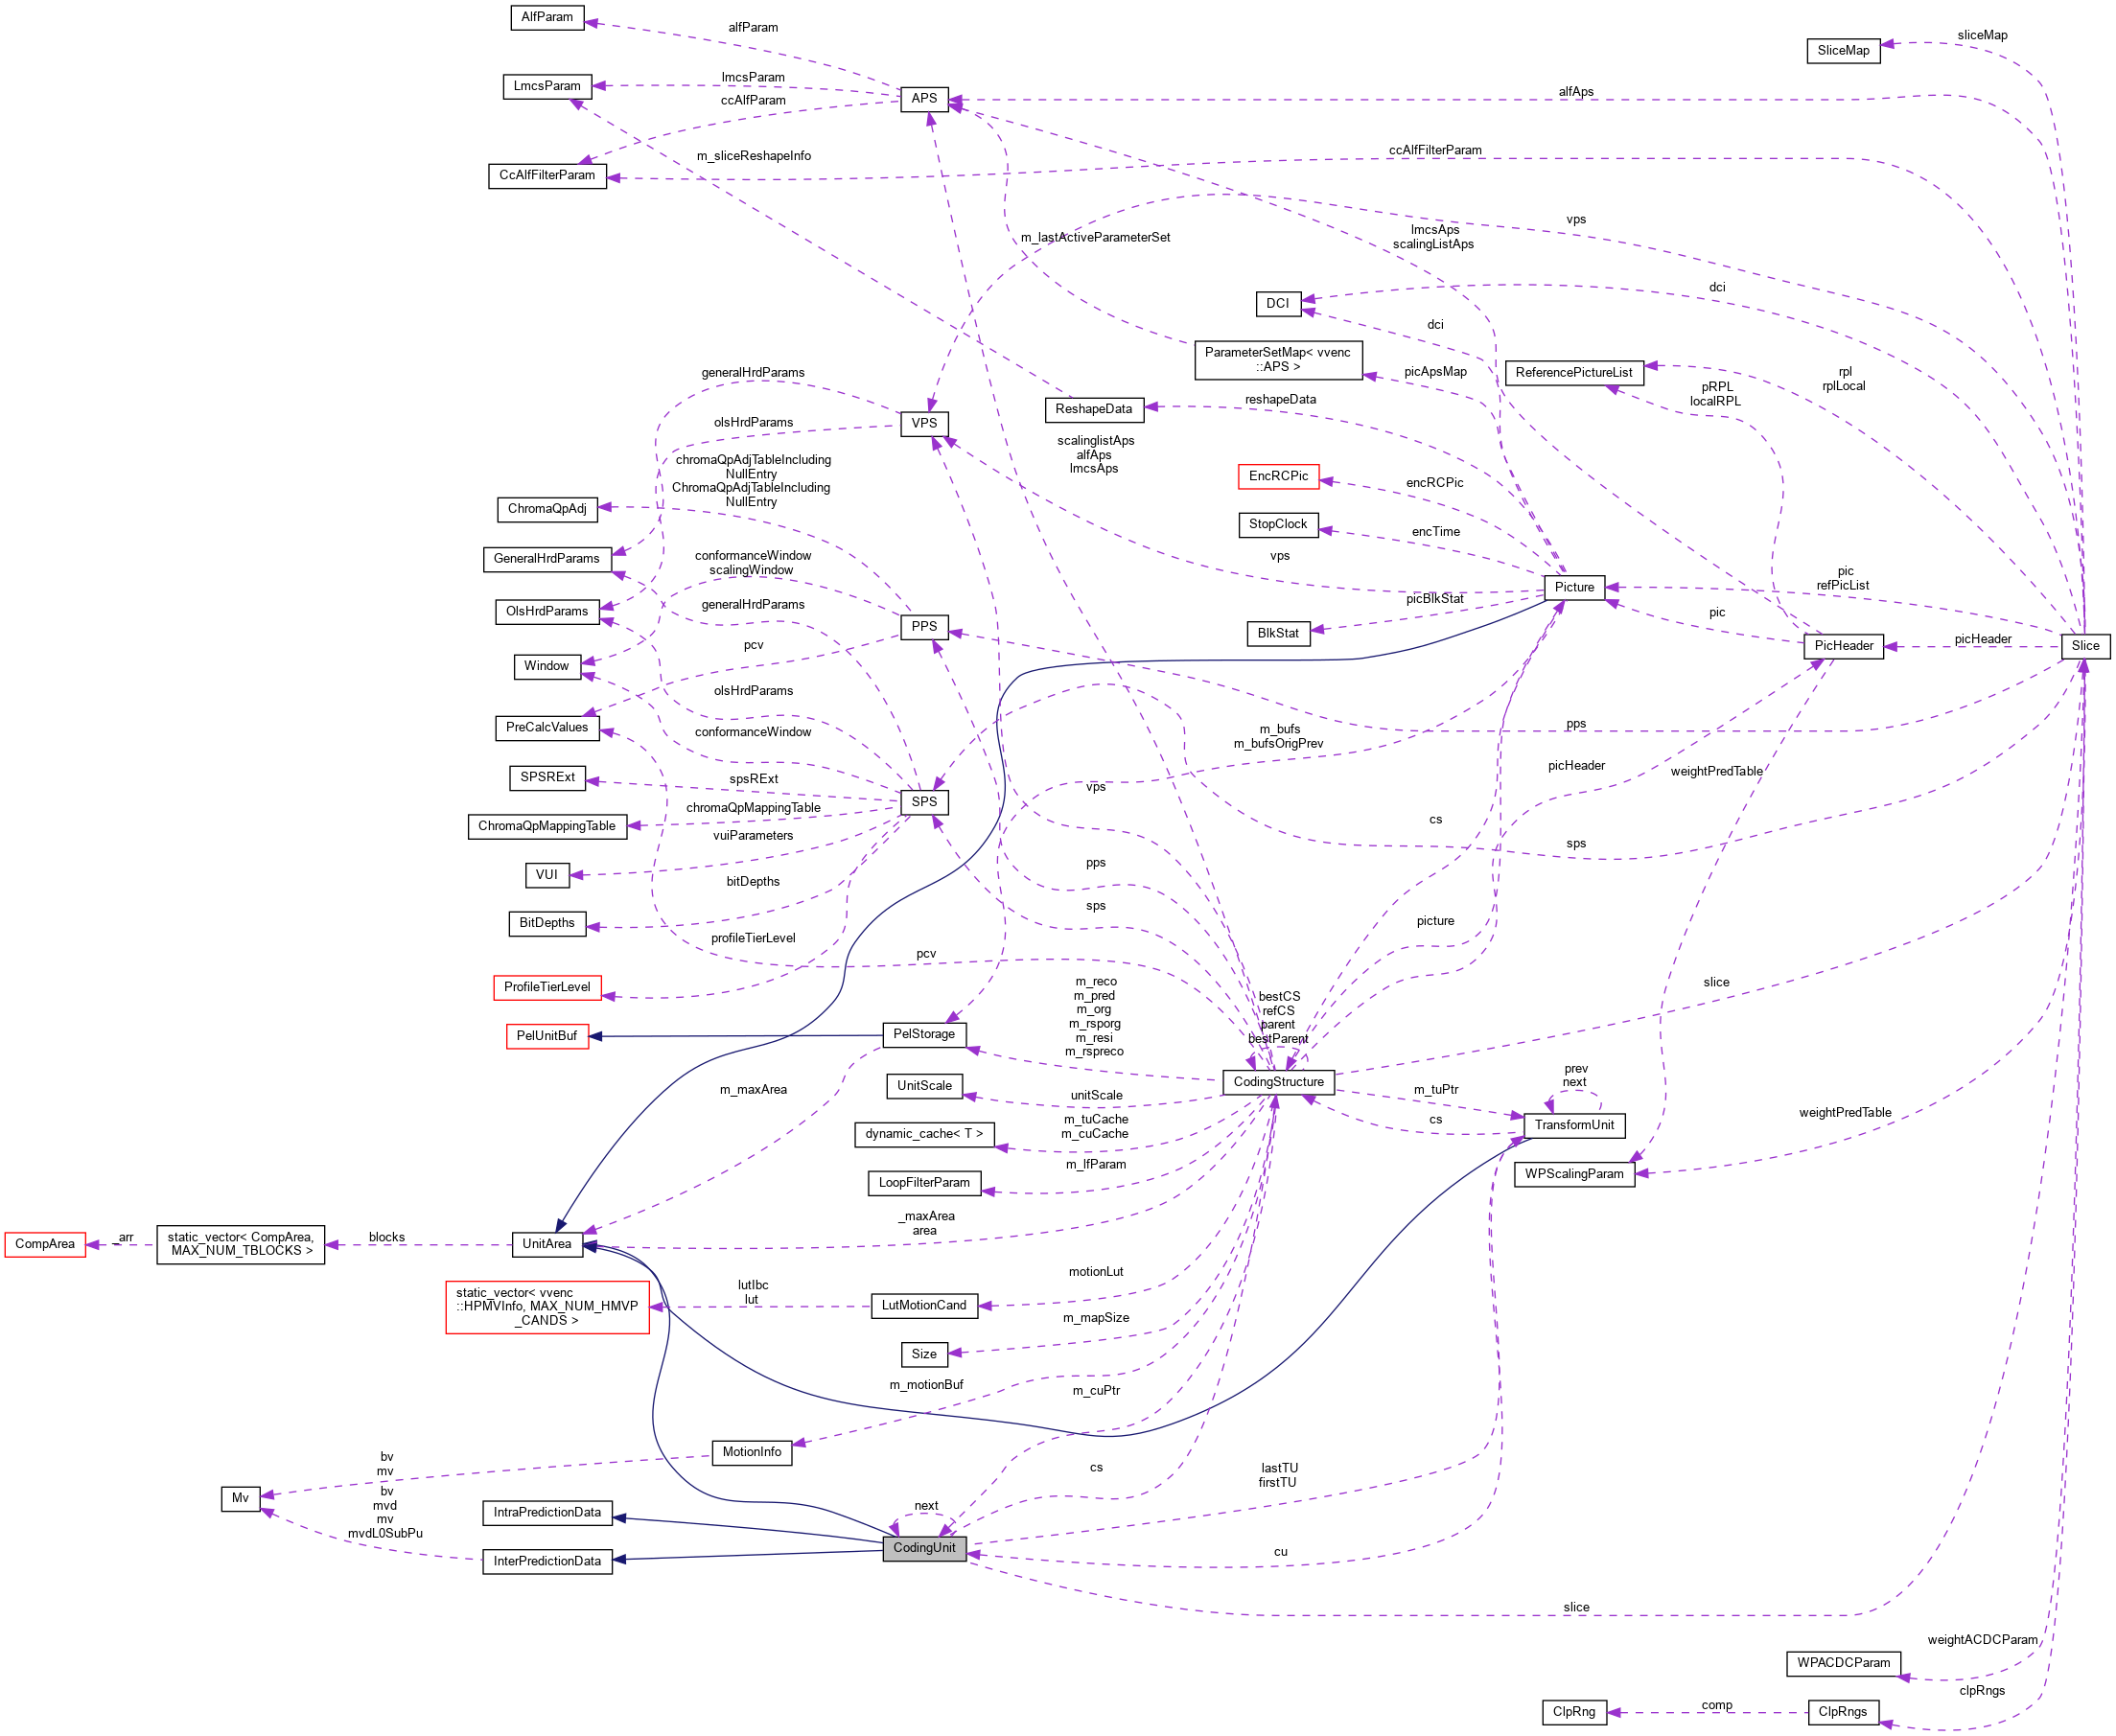 AlfParam
alfParam
sliceMap
SliceMap
LmcsParam
lmcsParam
alfAps
APS
ccAlfParam
m_sliceReshapeInfo
ccAlfFilterParam
CcAlfFilterParam
vps
m_lastActiveParameterSet
lmcsAps
scalingListAps
dci
DCI
dci
ParameterSetMap< vvenc
::APS >
picApsMap
ReferencePictureList
rpl
rplLocal
pRPL
localRPL
generalHrdParams
reshapeData
ReshapeData
olsHrdParams
VPS
scalinglistAps
alfAps
lmcsAps
chromaQpAdjTableIncluding
NullEntry
ChromaQpAdjTableIncluding
NullEntry
EncRCPic
encRCPic
ChromaQpAdj
StopClock
encTime
GeneralHrdParams
conformanceWindow
scalingWindow
vps
Picture
pic
refPicList
OlsHrdParams
generalHrdParams
PPS
picBlkStat
BlkStat
pic
PicHeader
picHeader
Slice
pcv
Window
olsHrdParams
PreCalcValues
conformanceWindow
m_bufs
m_bufsOrigPrev
pps
SPSRExt
spsRExt
picHeader
weightPredTable
vps
SPS
ChromaQpMappingTable
chromaQpMappingTable
vuiParameters
cs
sps
VUI
bitDepths
pps
BitDepths
sps
picture
profileTierLevel
pcv
ProfileTierLevel
m_reco
m_pred
m_org
m_rsporg
m_resi
m_rspreco
bestCS
refCS
parent
bestParent
slice
PelUnitBuf
PelStorage
m_maxArea
UnitScale
unitScale
CodingStructure
m_tuPtr
prev
next
cs
TransformUnit
weightPredTable
dynamic_cache< T >
m_tuCache
m_cuCache
m_lfParam
LoopFilterParam
WPScalingParam
_maxArea
area
CompArea
_arr
static_vector< CompArea,
MAX_NUM_TBLOCKS >
blocks
UnitArea
static_vector< vvenc
::HPMVInfo, MAX_NUM_HMVP
_CANDS >
lutIbc
lut
LutMotionCand
motionLut
Size
m_mapSize
m_motionBuf
m_cuPtr
MotionInfo
bv
mv
Mv
bv
mvd
mv
mvdL0SubPu
cs
lastTU
firstTU
IntraPredictionData
next
CodingUnit
InterPredictionData
cu
slice
weightACDCParam
WPACDCParam
clpRngs
ClpRng
comp
ClpRngs